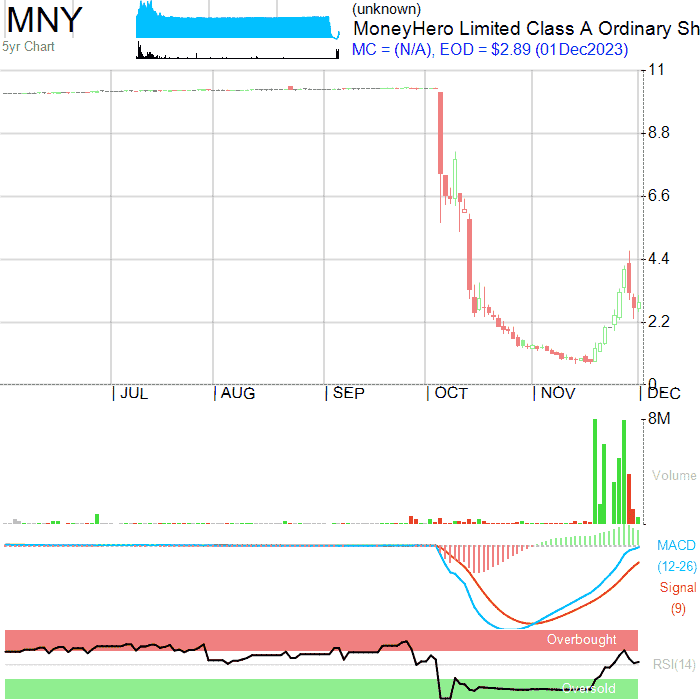 MNY
5yr Chart
(unknown)
MoneyHero Limited Class A Ordinary Sh
MC = (N/A), EOD = $2.89 (01Dec2023)
11
8.8
6.6
4.4
2.2
0
JUL
AUG
SEP
OCT
NOV
DEC
8M
Volume
MACD
(12-26)
Signal
(9)
Overbought
RSI(14)
Oversold